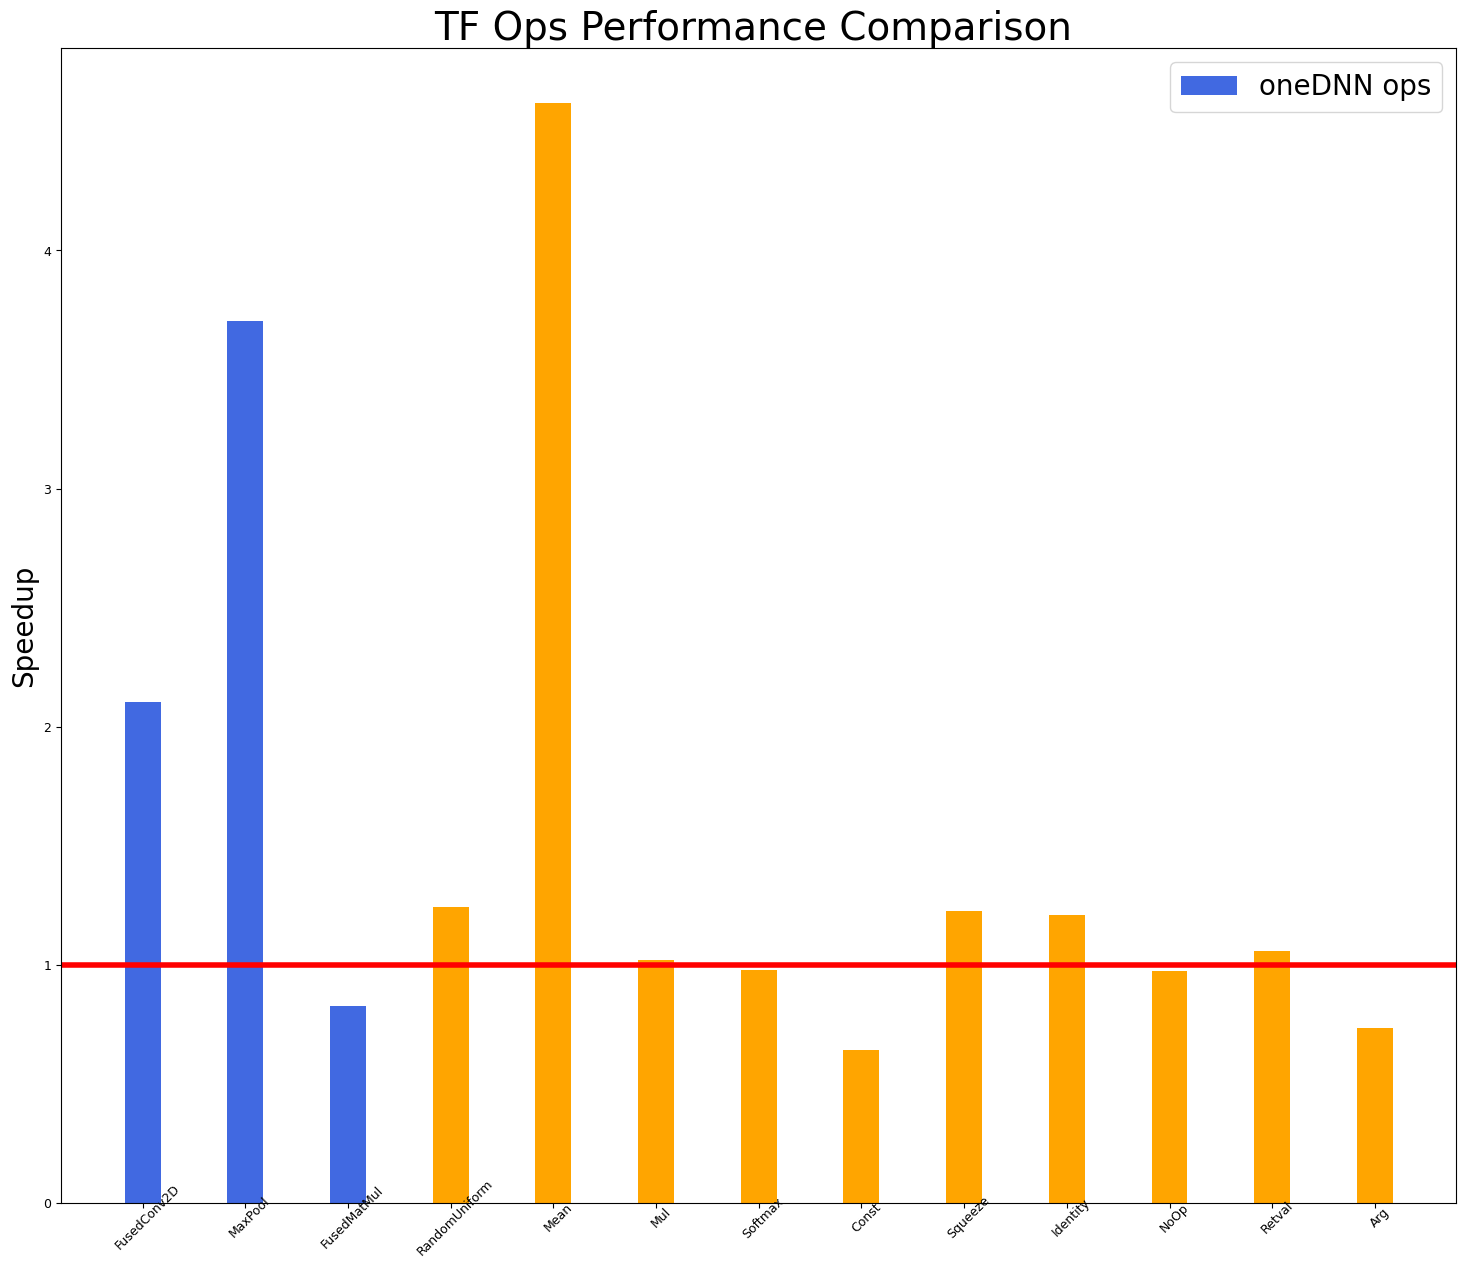 TF Ops Performance Comparison
oneDNN ops
Speedup
4
3
2
1
0
FusedConv2D
MaxPool
FusedMatMul
RandomUniform
Mean
Mul
Softmax
Const
Squeeze
Identity
NoOp
Retval
Arg